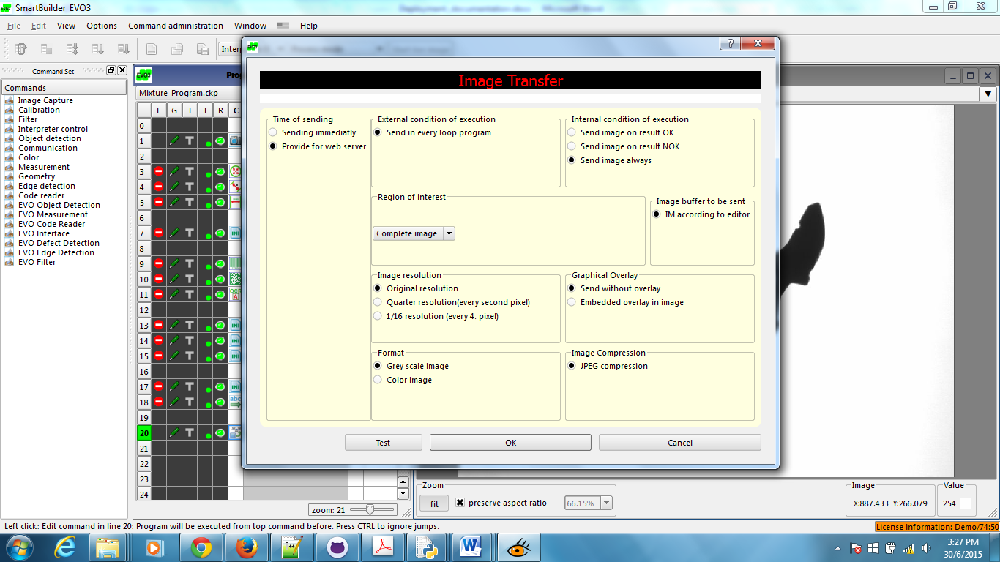 SmartBuilder_EVO3
File Edit View Options Command administration Window Help
Command Set
Commands
Image Capture
Calibration
Filter
Interpreter control
Object detection
Communication
Color
Measurement
Geometry
Edge detection
Code reader
EVO Object Detection
EVO Measurement
EVO Code Reader
EVO Interface
EVO Defect Detection
EVO Edge Detection
EVO Filter
EVO3
Mixture_Program.ckp
E G T I R C
0
1
2
3
4
5
6
7
8
9
10
11
12
13
14
15
16
17
18
19
20
21
22
23
24
zoom: 21
Image Transfer
Time of sending
Sending immediatly
Provide for web server
External condition of execution
Send in every loop program
Internal condition of execution
Send image on result OK
Send image on result NOK
Send image always
Region of interest
Complete image
Image buffer to be sent
IM according to editor
Image resolution
Original resolution
Quarter resolution(every second pixel)
1/16 resolution (every 4. pixel)
Graphical Overlay
Send without overlay
Embedded overlay in image
Format
Grey scale image
Color image
Image Compression
JPEG compression
Test OK Cancel
Zoom
fit
preserve aspect ratio
66.15%
Image
X:887.433 Y:266.079
Value
254
Left click: Edit command in line 20: Program will be executed from top command before. Press CTRL to ignore jumps.
License information: Demo/74:50
3:27 PM
30/6/2015